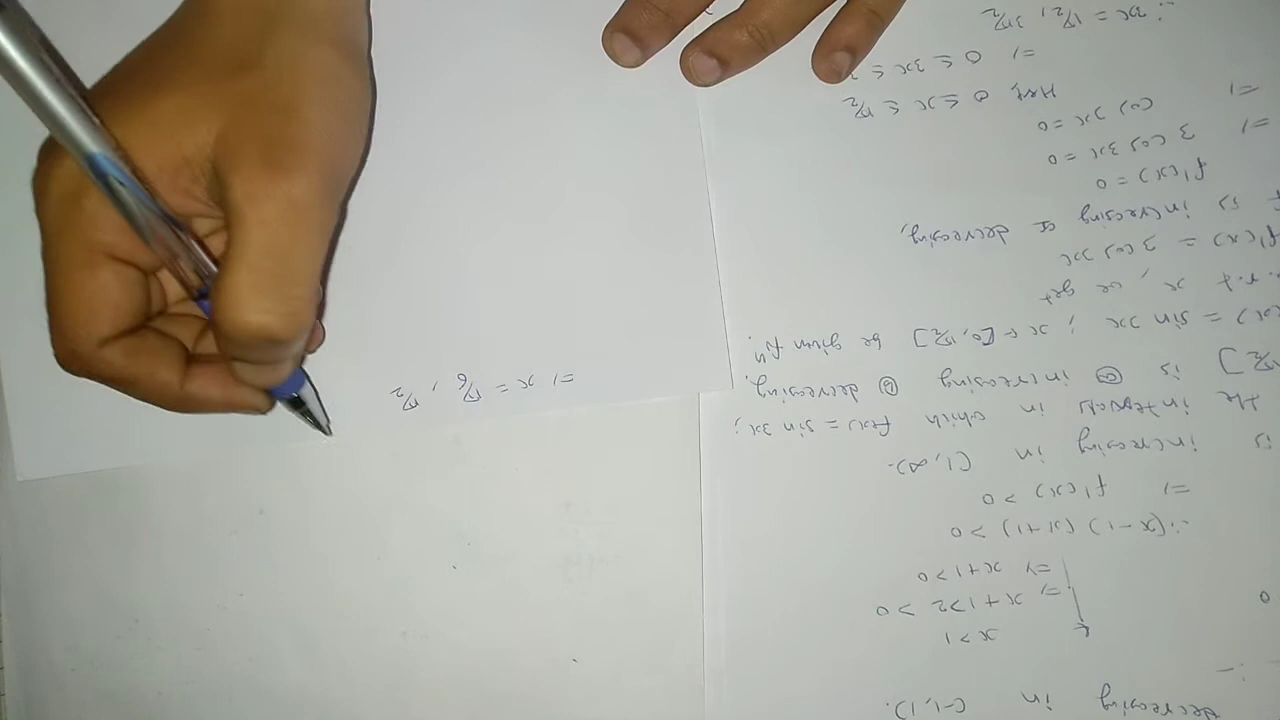 decreasing in (-1,1).
x>1
=> x+1>2 >0
=> x+1>0
∴ (x-1) (x+1) >0
=> f'(x) >0
is increasing in (1,∞).
the intervals in which f(x) = sin 3x;
π/2] is ⓐ increasing ⓑ decreasing.
(x) = sin 3x ; x ∈ [0, π/2] be given fn.
w.r.t x, we get
f'(x) = 3 cos 3x
f is increasing or decreasing,
f'(x) = 0
=> 3 cos 3x = 0
=> cos 3x = 0
Here, 0 ≤ x ≤ π/2
=> 0 ≤ 3x ≤
∴ 3x = π/2, 3π/2
=> x = π/6, π/2